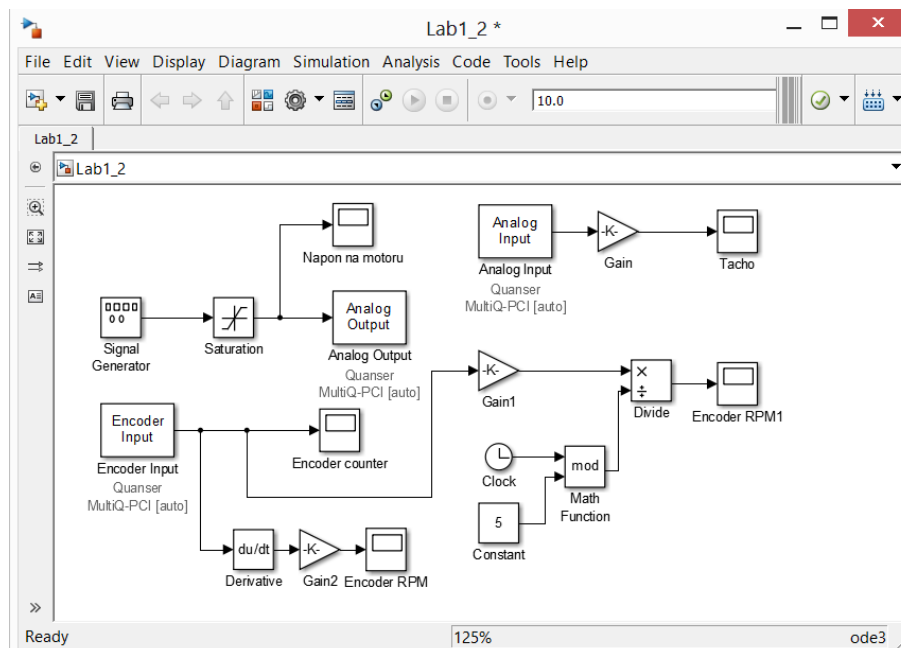 Lab1_2 *
File Edit View Display Diagram Simulation Analysis Code Tools Help
10.0
Lab1_2
Lab1_2
Napon na motoru
Analog
Input
Analog Input
Quanser
MultiQ-PCI [auto]
-K-
Gain
Tacho
Signal
Generator
Saturation
Analog
Output
Analog Output
Quanser
MultiQ-PCI [auto]
-K-
Gain1
×
÷
Divide
Encoder RPM1
Encoder
Input
Encoder Input
Quanser
MultiQ-PCI [auto]
Encoder counter
Clock
mod
Math
Function
5
Constant
du/dt
Derivative
-K-
Gain2
Encoder RPM
Ready
125%
ode3